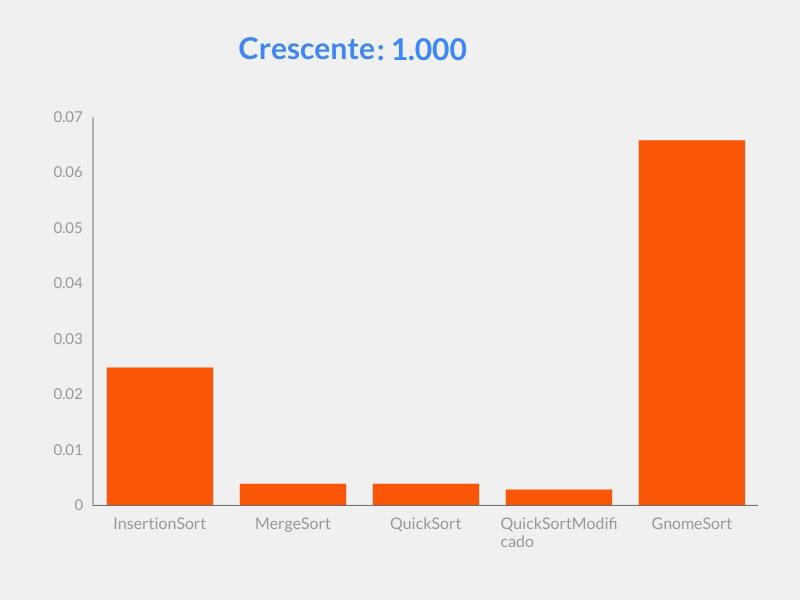 Crescente: 1.000
0.07
0.06
0.05
0.04
0.03
0.02
0.01
0
InsertionSort
MergeSort
QuickSort
QuickSortModifi
cado
GnomeSort